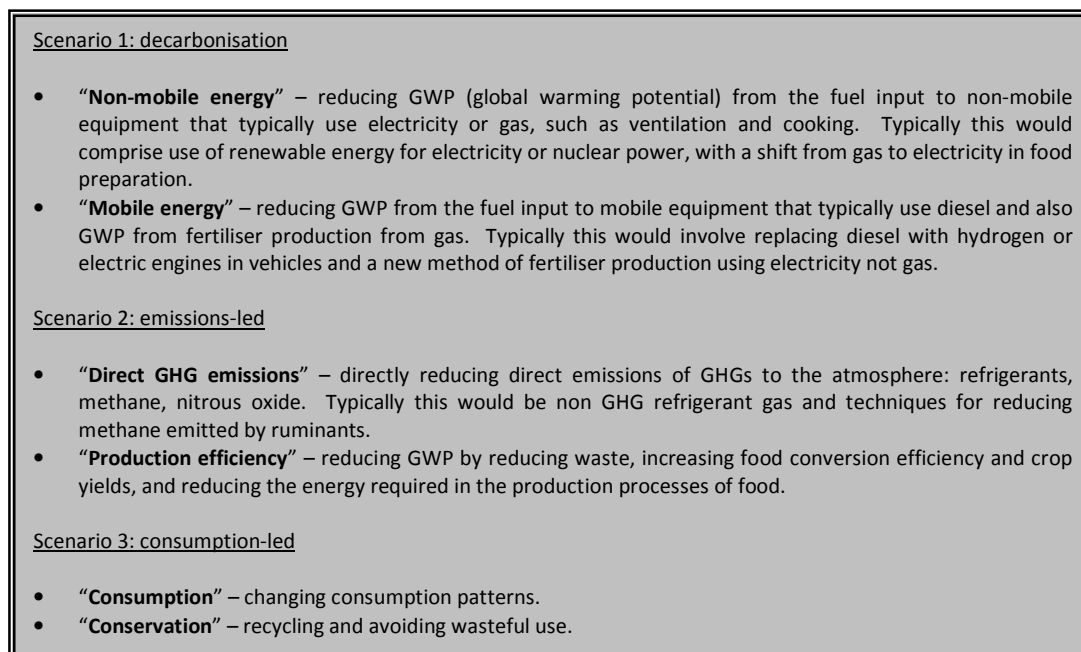 Scenario 1: decarbonisation
• “Non-mobile energy” – reducing GWP (global warming potential) from the fuel input to non-mobile
equipment that typically use electricity or gas, such as ventilation and cooking. Typically this would
comprise use of renewable energy for electricity or nuclear power, with a shift from gas to electricity in food
preparation.
• “Mobile energy” – reducing GWP from the fuel input to mobile equipment that typically use diesel and also
GWP from fertiliser production from gas. Typically this would involve replacing diesel with hydrogen or
electric engines in vehicles and a new method of fertiliser production using electricity not gas.
Scenario 2: emissions-led
• “Direct GHG emissions” – directly reducing direct emissions of GHGs to the atmosphere: refrigerants,
methane, nitrous oxide. Typically this would be non GHG refrigerant gas and techniques for reducing
methane emitted by ruminants.
• “Production efficiency” – reducing GWP by reducing waste, increasing food conversion efficiency and crop
yields, and reducing the energy required in the production processes of food.
Scenario 3: consumption-led
• “Consumption” – changing consumption patterns.
• “Conservation” – recycling and avoiding wasteful use.